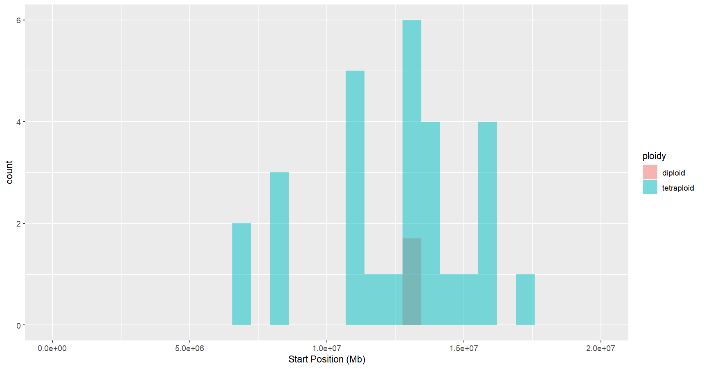 6
4
2
0
count
0.0e+00 5.0e+06 1.0e+07 1.5e+07 2.0e+07
Start Position (Mb)
ploidy
diploid
tetraploid